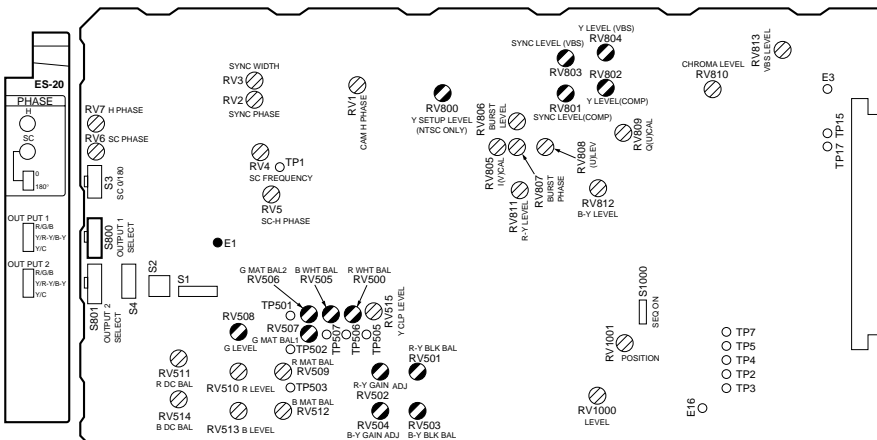 ES-20
PHASE
H
SC
0
180°
OUT PUT 1
R/G/B
Y/R-Y/B-Y
Y/C
OUT PUT 2
R/G/B
Y/R-Y/B-Y
Y/C
RV7 H PHASE
RV6 SC PHASE
S3
SC 0/180
S800
OUTPUT 1
SELECT
S801
OUTPUT 2
SELECT
S4
S2
S1
SYNC WIDTH
RV3
RV2
SYNC PHASE
RV4
TP1
SC FREQUENCY
RV5
SC-H PHASE
E1
RV1
CAM H PHASE
RV800
Y SETUP LEVEL
(NTSC ONLY)
Y LEVEL (VBS)
RV804
SYNC LEVEL (VBS)
RV803
RV802
Y LEVEL(COMP)
RV801
SYNC LEVEL(COMP)
RV806
BURST
LEVEL
RV805
I(V)CAL
RV807
BURST
PHASE
RV808
(U)LEV
RV809
Q(U)CAL
RV811
R-Y LEVEL
RV812
B-Y LEVEL
CHROMA LEVEL
RV810
RV813
VBS LEVEL
E3
TP15
TP17
G MAT BAL2
RV506
B WHT BAL
RV505
R WHT BAL
RV500
TP501
RV508
G LEVEL
RV507
G MAT BAL1
TP502
TP507
TP506
TP505
RV515
Y CLP LEVEL
RV511
R DC BAL
RV510 R LEVEL
R MAT BAL
RV509
TP503
B MAT BAL
RV512
RV514
B DC BAL
RV513 B LEVEL
R-Y BLK BAL
RV501
R-Y GAIN ADJ
RV502
RV504
B-Y GAIN ADJ
RV503
B-Y BLK BAL
S1000
SEQ ON
RV1001
POSITION
RV1000
LEVEL
TP7
TP5
TP4
TP2
TP3
E16